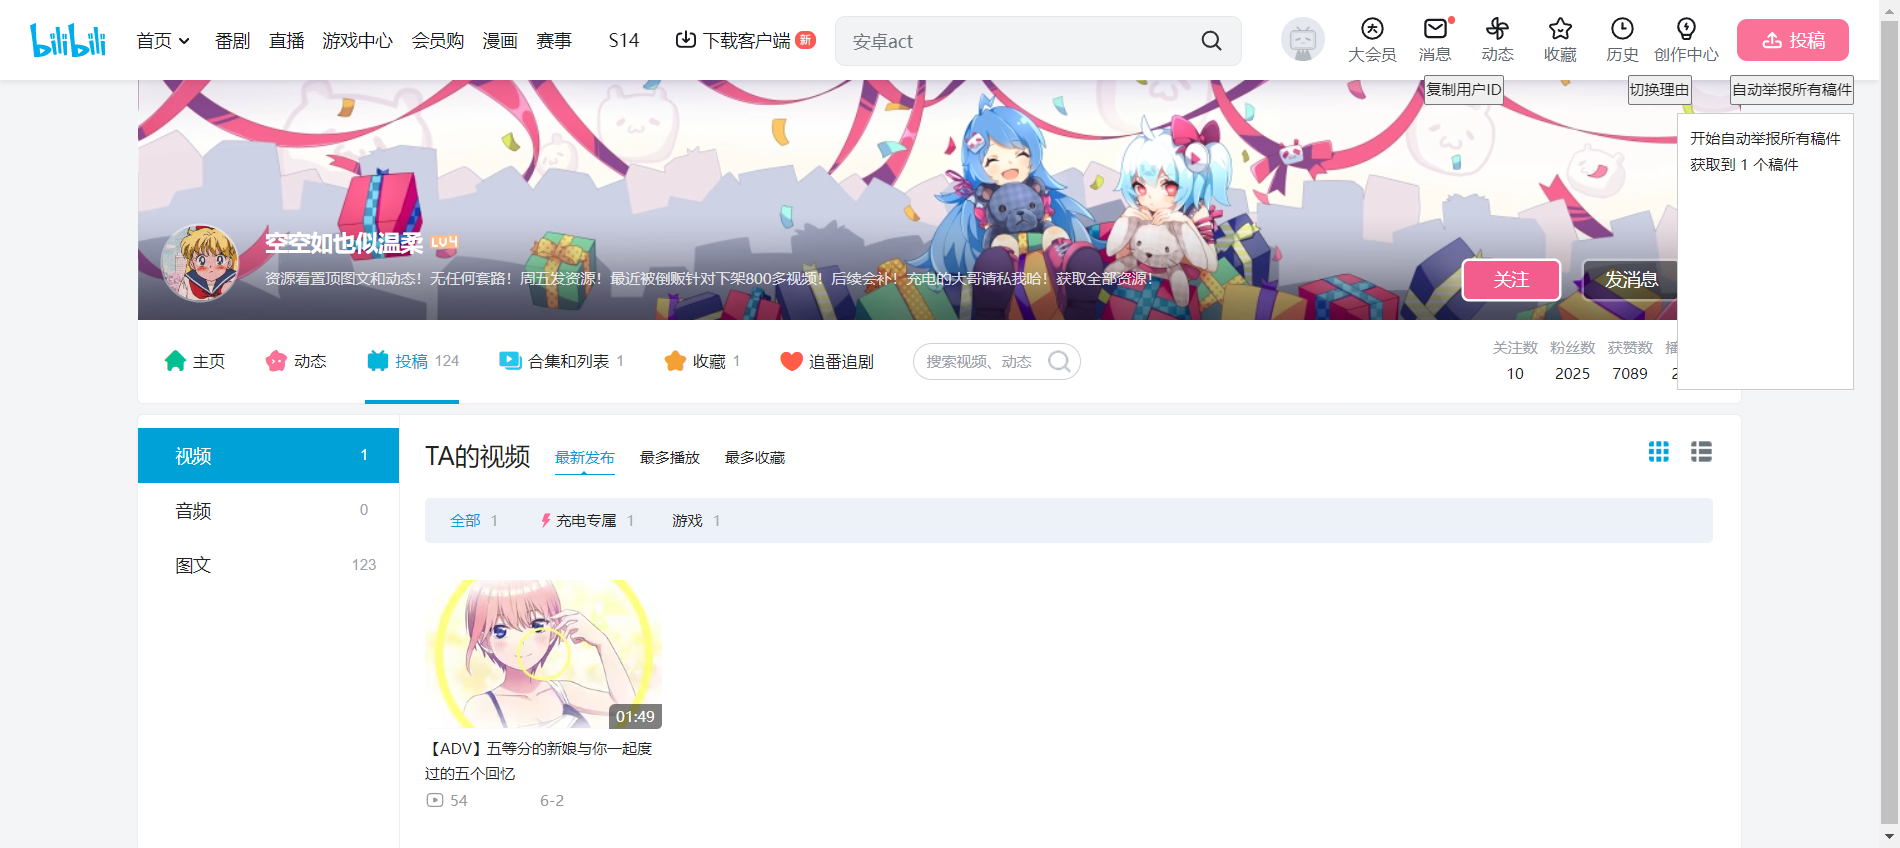 bilibili 首页 番剧 直播 游戏中心 会员购 漫画 赛事 S14 下载客户端 新 安卓act 大会员 消息 动态 收藏 历史 创作中心 投稿
复制用户ID 切换理由 自动举报所有稿件
开始自动举报所有稿件
获取到 1 个稿件
空空如也似温柔 LV4
资源看置顶图文和动态！无任何套路！周五发资源！最近被倒贩针对下架800多视频！后续会补！充电的大哥请私我哈！获取全部资源！
关注 发消息
主页 动态 投稿 124 合集和列表 1 收藏 1 追番追剧 搜索视频、动态
关注数 粉丝数 获赞数 播
10 2025 7089 2
视频 1
音频 0
图文 123
TA的视频 最新发布 最多播放 最多收藏
全部 1 充电专属 1 游戏 1
01:49
【ADV】五等分的新娘与你一起度
过的五个回忆
54 6-2